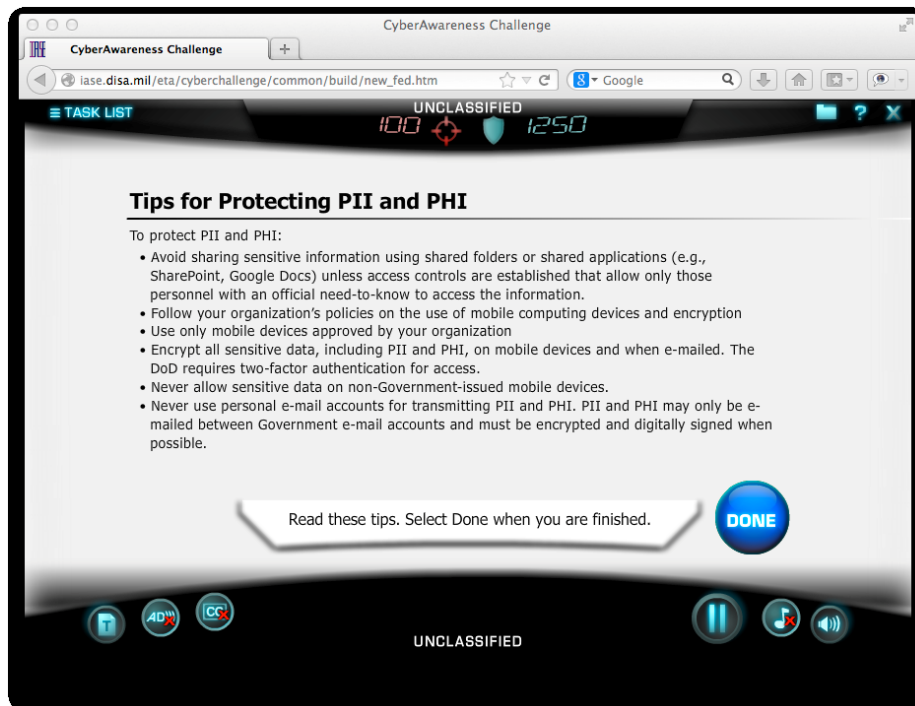 CyberAwareness Challenge
CyberAwareness Challenge
iase.disa.mil/eta/cyberchallenge/common/build/new_fed.htm
8
Google
TASK LIST
UNCLASSIFIED
? X
100
1250
Tips for Protecting PII and PHI
To protect PII and PHI:
• Avoid sharing sensitive information using shared folders or shared applications (e.g.,
SharePoint, Google Docs) unless access controls are established that allow only those
personnel with an official need-to-know to access the information.
• Follow your organization's policies on the use of mobile computing devices and encryption
• Use only mobile devices approved by your organization
• Encrypt all sensitive data, including PII and PHI, on mobile devices and when e-mailed. The
DoD requires two-factor authentication for access.
• Never allow sensitive data on non-Government-issued mobile devices.
• Never use personal e-mail accounts for transmitting PII and PHI. PII and PHI may only be e-
mailed between Government e-mail accounts and must be encrypted and digitally signed when
possible.
Read these tips. Select Done when you are finished.
DONE
T
AD
CC
UNCLASSIFIED